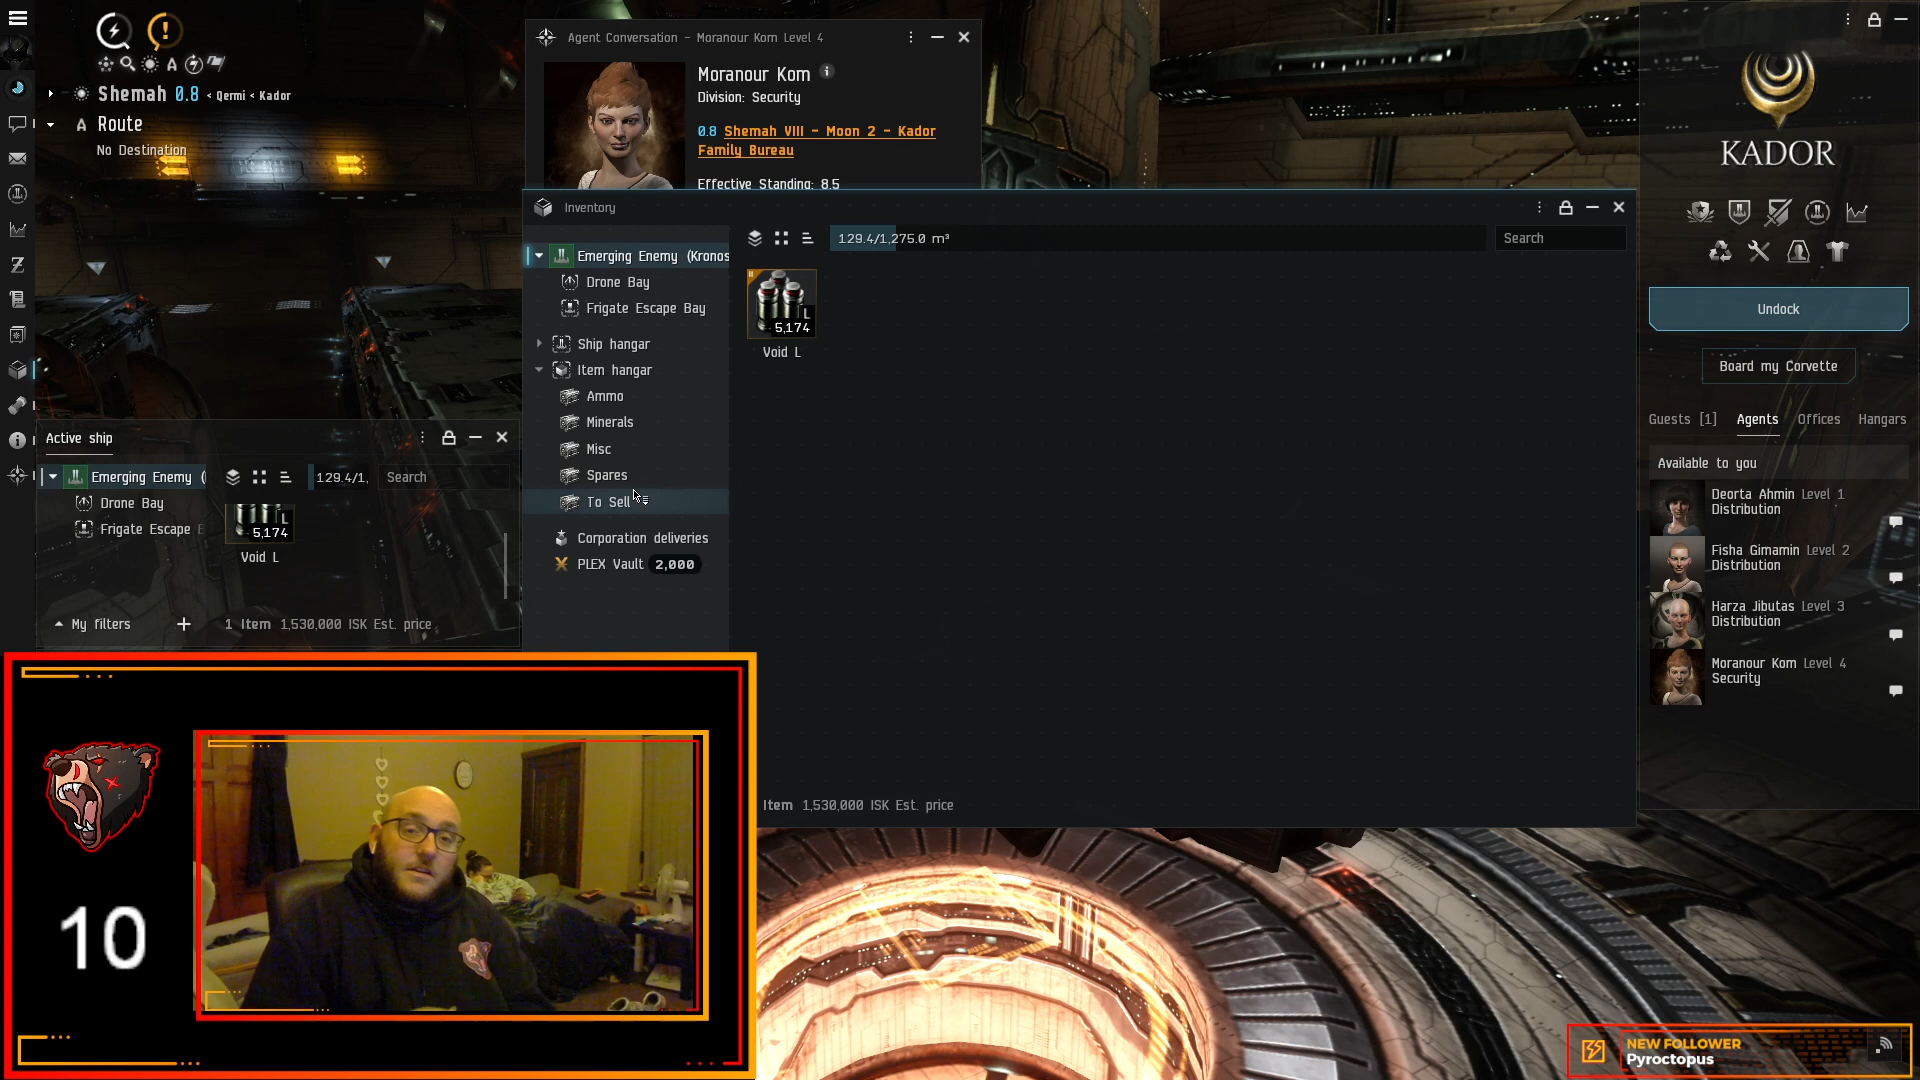 Shemah 0.8 < Qermi < Kador
A Route
No Destination
Agent Conversation - Moranour Kom Level 4
Moranour Kom
Division: Security
0.8 Shemah VIII - Moon 2 - Kador
Family Bureau
Effective Standing: 8.5
Inventory
129.4/1,275.0 m³
Search
Emerging Enemy (Kronos
Drone Bay
Frigate Escape Bay
Ship hangar
Item hangar
Ammo
Minerals
Misc
Spares
To Sell
Corporation deliveries
PLEX Vault 2,000
L
5,174
Void L
Item 1,530,000 ISK Est. price
Active ship
Emerging Enemy (
129.4/1,
Search
Drone Bay
Frigate Escape
L
5,174
Void L
My filters
1 Item 1,530,000 ISK Est. price
10
KADOR
Undock
Board my Corvette
Guests [1] Agents Offices Hangars
Available to you
Deorta Ahmin Level 1
Distribution
Fisha Gimamin Level 2
Distribution
Harza Jibutas Level 3
Distribution
Moranour Kom Level 4
Security
NEW FOLLOWER
Pyroctopus